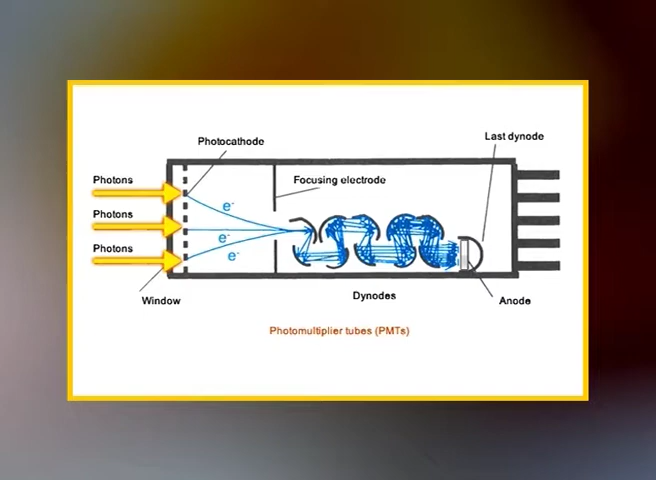 Photocathode
Last dynode
Photons
Focusing electrode
e-
Photons
e-
Photons
e-
Window
Dynodes
Anode
Photomultiplier tubes (PMTs)